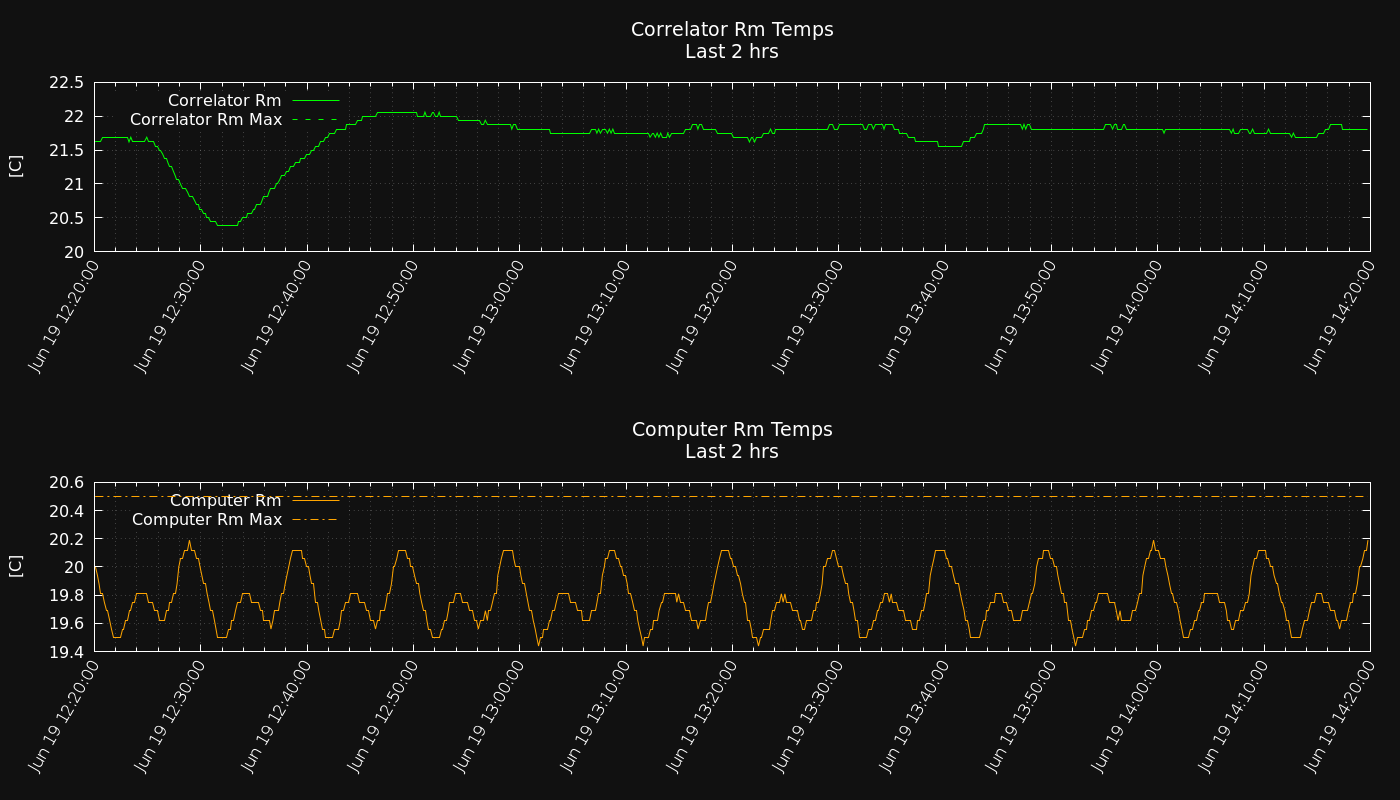 Correlator Rm Temps
Last 2 hrs
22.5
22
21.5
21
20.5
20
[C]
Correlator Rm
Correlator Rm Max
Jun 19 12:20:00
Jun 19 12:30:00
Jun 19 12:40:00
Jun 19 12:50:00
Jun 19 13:00:00
Jun 19 13:10:00
Jun 19 13:20:00
Jun 19 13:30:00
Jun 19 13:40:00
Jun 19 13:50:00
Jun 19 14:00:00
Jun 19 14:10:00
Jun 19 14:20:00
Computer Rm Temps
Last 2 hrs
20.6
20.4
20.2
20
19.8
19.6
19.4
[C]
Computer Rm
Computer Rm Max
Jun 19 12:20:00
Jun 19 12:30:00
Jun 19 12:40:00
Jun 19 12:50:00
Jun 19 13:00:00
Jun 19 13:10:00
Jun 19 13:20:00
Jun 19 13:30:00
Jun 19 13:40:00
Jun 19 13:50:00
Jun 19 14:00:00
Jun 19 14:10:00
Jun 19 14:20:00